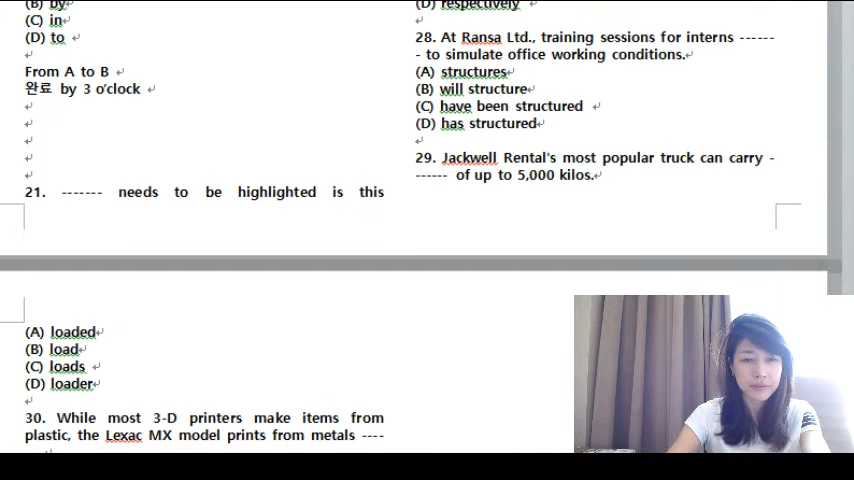 (B) by
(C) in
(D) to
From A to B
완료 by 3 o'clock
21. ------- needs to be highlighted is this
(D) respectively
28. At Ransa Ltd., training sessions for interns ------
- to simulate office working conditions.
(A) structures
(B) will structure
(C) have been structured
(D) has structured
29. Jackwell Rental's most popular truck can carry -
------ of up to 5,000 kilos.
(A) loaded
(B) load
(C) loads
(D) loader
30. While most 3-D printers make items from
plastic, the Lexac MX model prints from metals ----